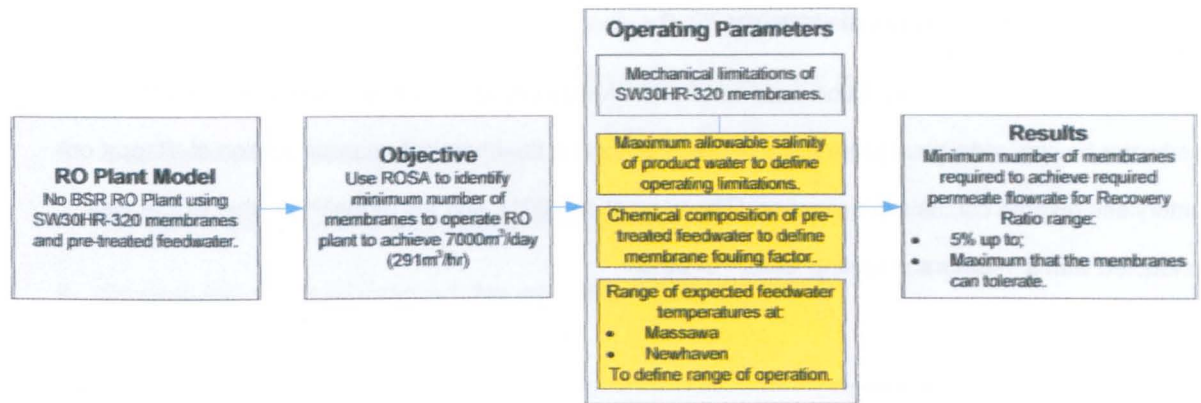 RO Plant Model
No BSR RO Plant using
SW30HR-320 membranes
and pre-treated feedwater.
Objective
Use ROSA to identify
minimum number of
membranes to operate RO
plant to achieve 7000m³/day
(291m³/hr)
Operating Parameters
Mechanical limitations of
SW30HR-320 membranes.
Maximum allowable salinity
of product water to define
operating limitations.
Chemical composition of pre-
treated feedwater to define
membrane fouling factor.
Range of expected feedwater
temperatures at:
• Massawa
• Newhaven
To define range of operation.
Results
Minimum number of membranes
required to achieve required
permeate flowrate for Recovery
Ratio range:
• 5% up to;
• Maximum that the membranes
can tolerate.